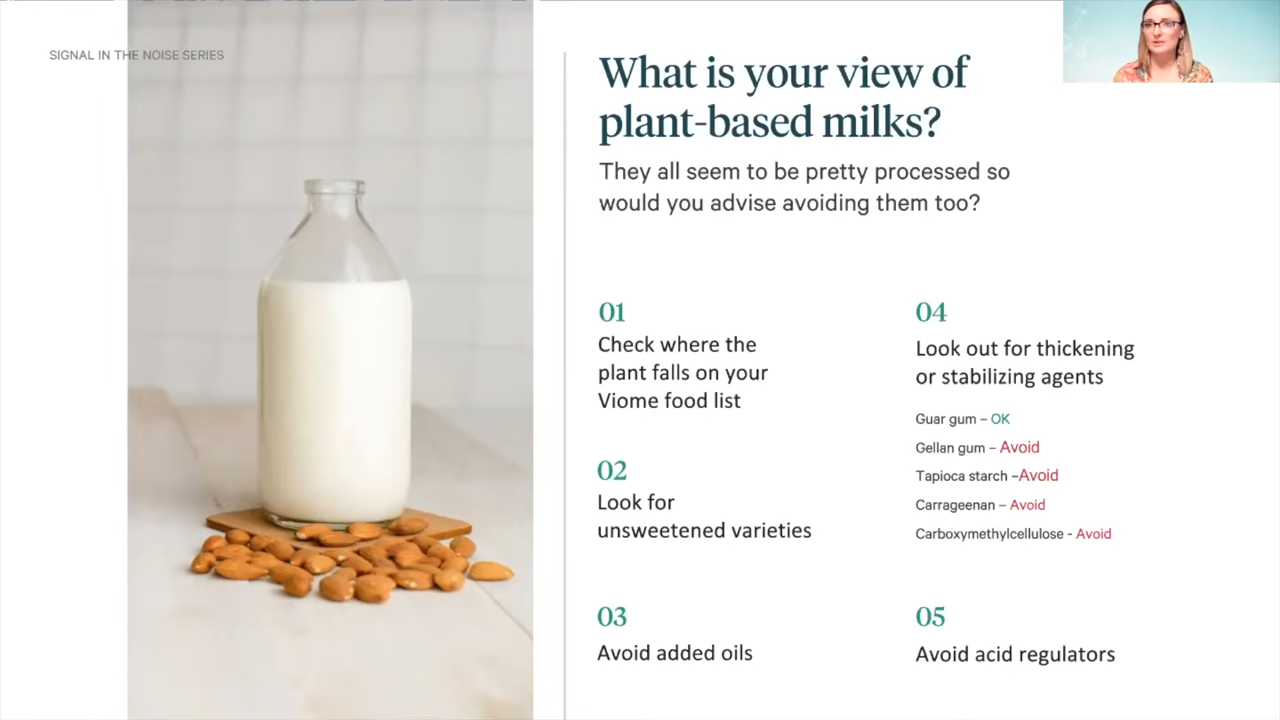 SIGNAL IN THE NOISE SERIES
What is your view of
plant-based milks?
They all seem to be pretty processed so
would you advise avoiding them too?
01
Check where the
plant falls on your
Viome food list
02
Look for
unsweetened varieties
03
Avoid added oils
04
Look out for thickening
or stabilizing agents
Guar gum – OK
Gellan gum – Avoid
Tapioca starch –Avoid
Carrageenan – Avoid
Carboxymethylcellulose - Avoid
05
Avoid acid regulators